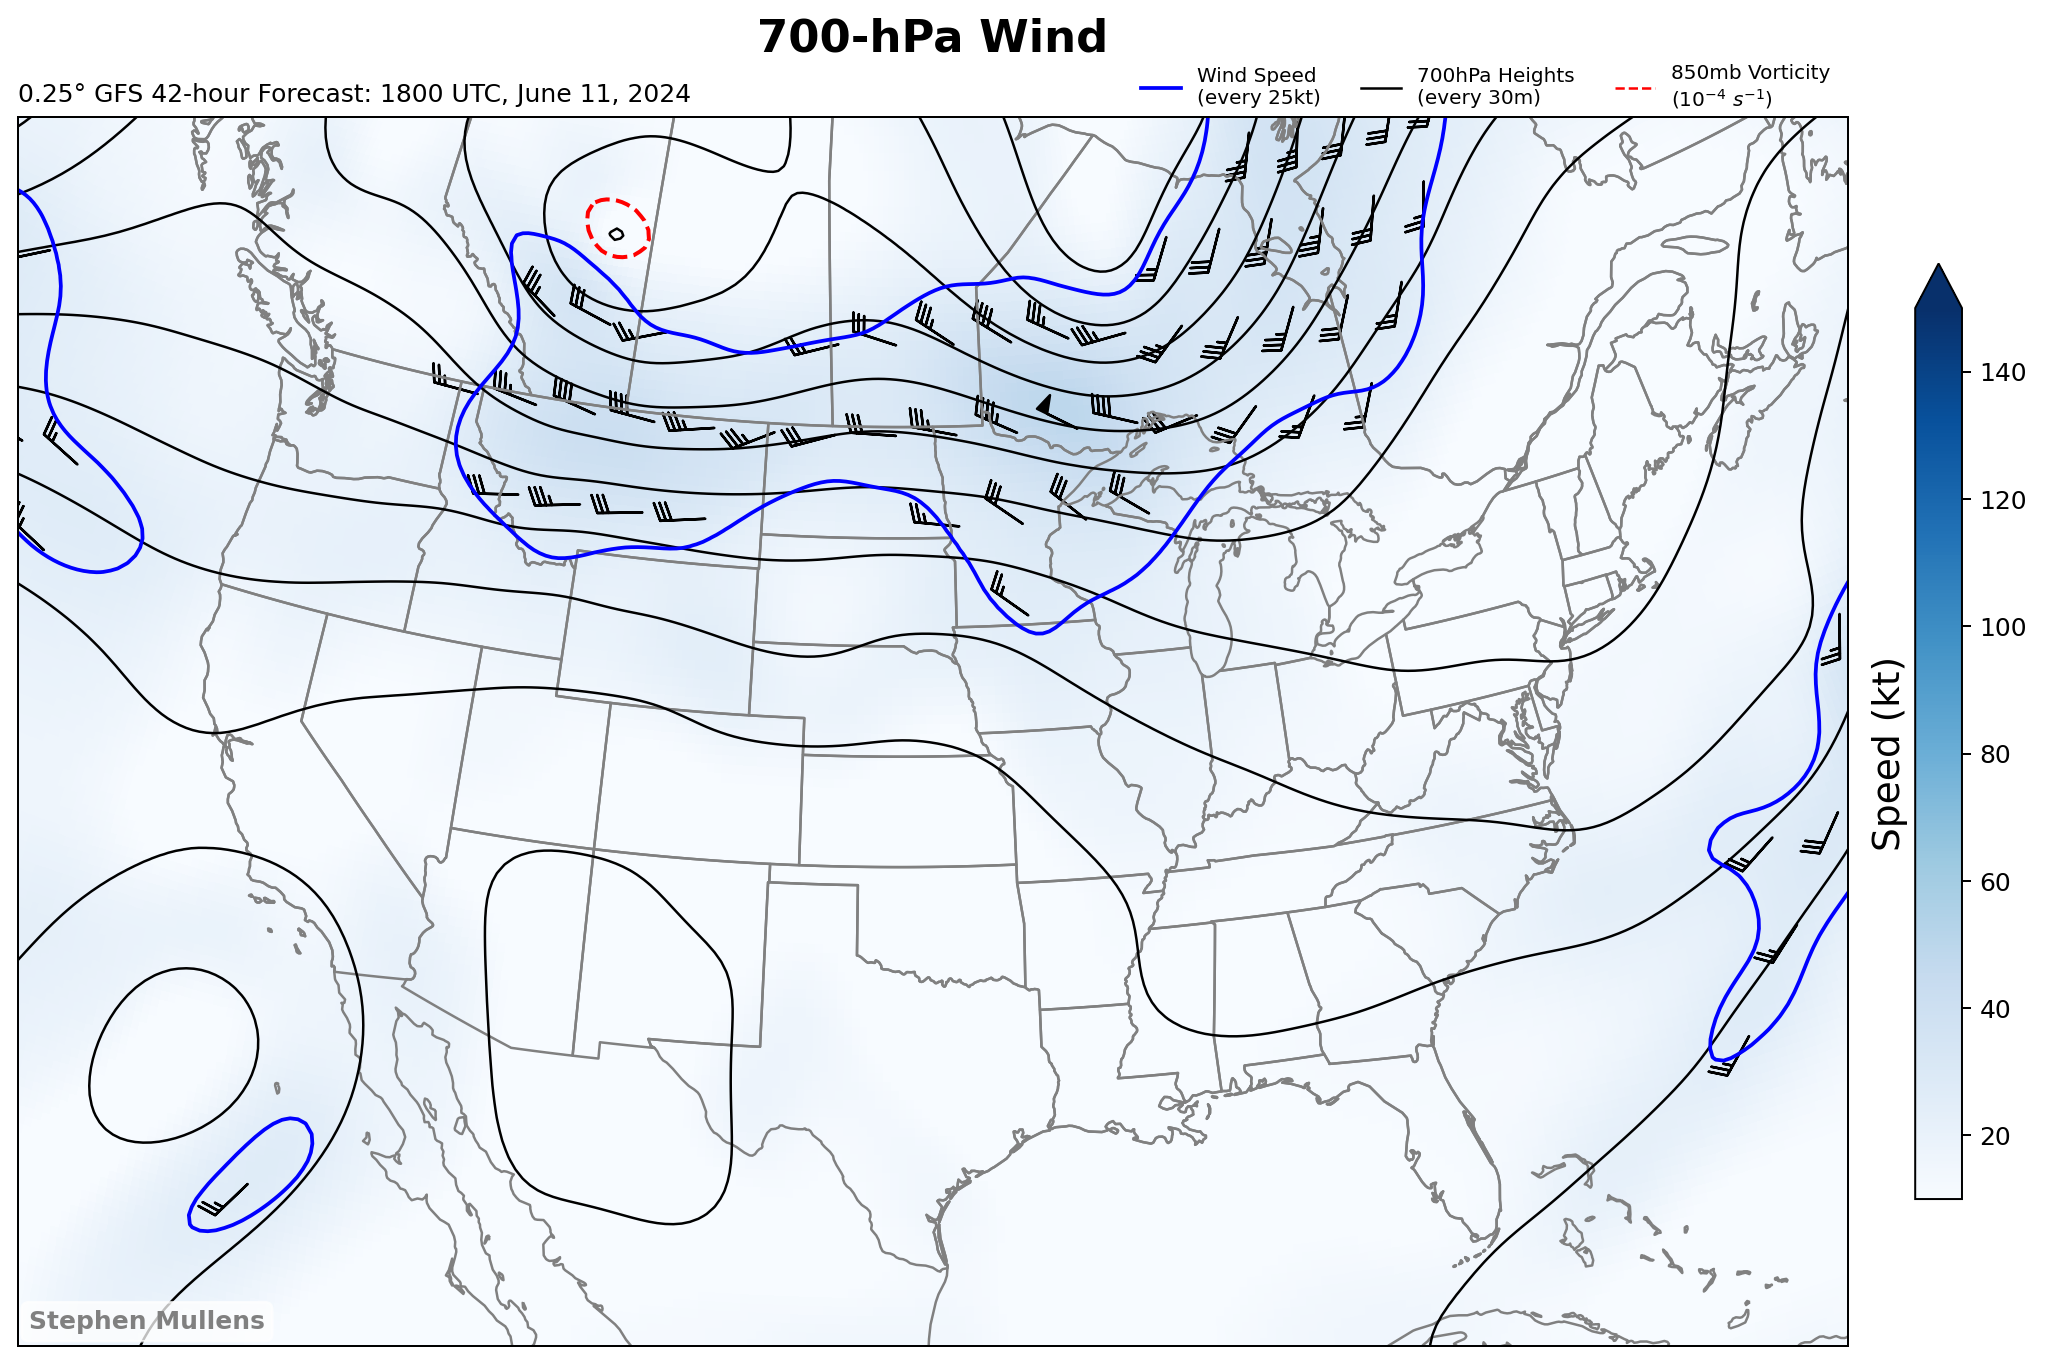 700-hPa Wind
0.25° GFS 42-hour Forecast: 1800 UTC, June 11, 2024
Wind Speed
(every 25kt)
700hPa Heights
(every 30m)
850mb Vorticity
(10⁻⁴ s⁻¹)
140
120
100
80
60
40
20
Speed (kt)
Stephen Mullens